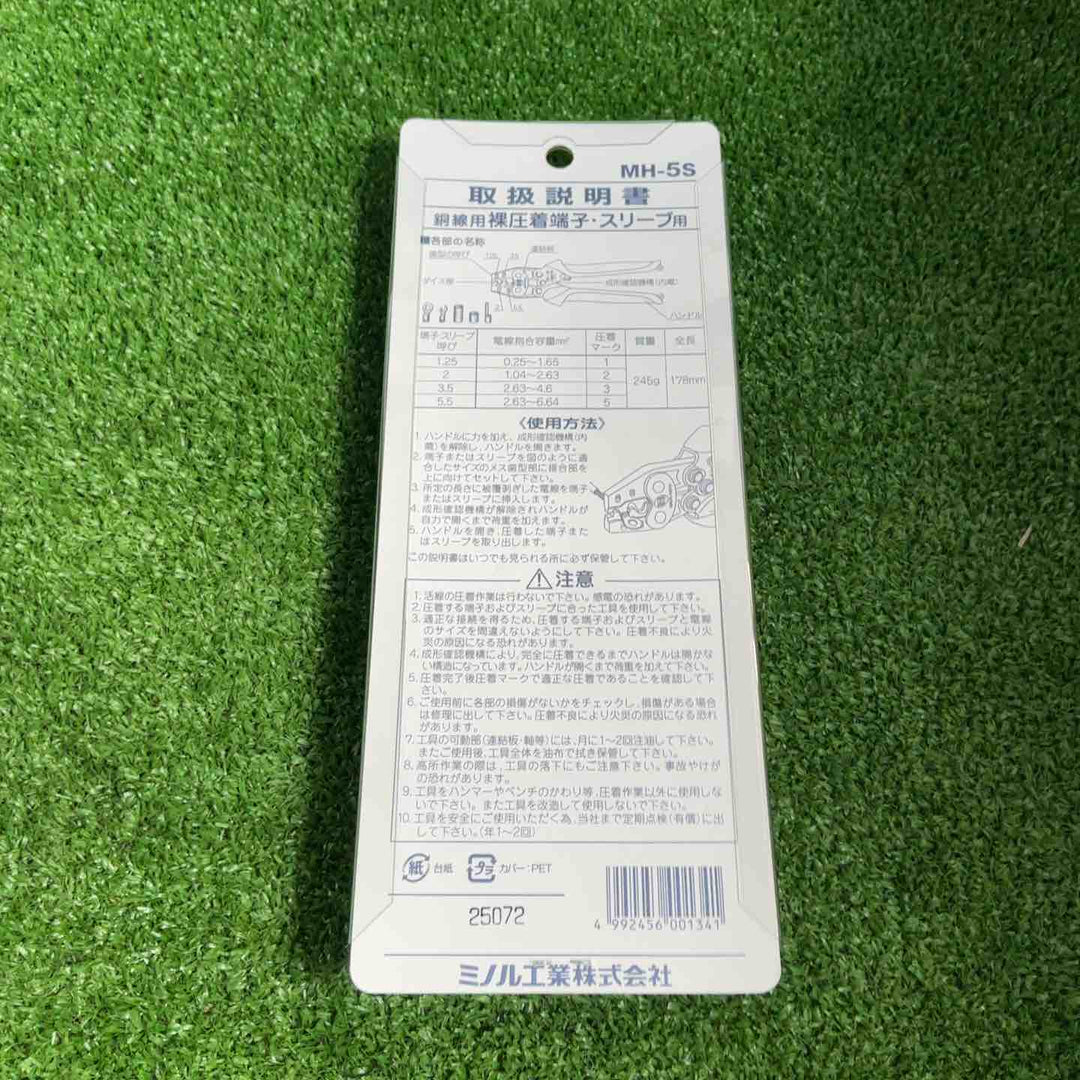 MH-5S
取扱説明書
銅線用裸圧着端子・スリーブ用
■各部の名称
歯型の呼び
1.25
3.5
連結板
ダイス部
成形確認機構(内蔵)
2
5.5
ハンドル
端子・スリーブ呼び 電線抱合容量mm² 圧着マーク 質量 全長
1.25 0.25〜1.65 1
2 1.04〜2.63 2
245g 178mm
3.5 2.63〜4.6 3
5.5 2.63〜6.64 5
〈使用方法〉
1. ハンドルに力を加え、成形確認機構(内
蔵)を解除し、ハンドルを開きます。
2. 端子またはスリーブを図のように適
合したサイズのメス歯型部に接合部を
上に向けてセットして下さい。
3. 所定の長さに被覆剥ぎした電線を端子
またはスリーブに挿入します。
4. 成形確認機構が解除されハンドルが
自力で開くまで荷重を加えます。
5. ハンドルを開き、圧着した端子また
はスリーブを取り出します。
この説明書はいつでも見られる所に必ず保管して下さい。
注意
1. 活線の圧着作業は行わないで下さい。感電の恐れがあります。
2. 圧着する端子およびスリーブに合った工具を使用して下さい。
3. 適正な接続を得るため、圧着する端子およびスリーブと電線
のサイズを間違えないようにして下さい。圧着不良により火
災の原因になる恐れがあります。
4. 成形確認機構により、完全に圧着できるまでハンドルは開かな
い構造になっています。ハンドルが開くまで荷重を加えて下さい。
5. 圧着完了後圧着マークで適正な圧着であることを確認して下
さい。
6. ご使用前に各部の損傷がないかをチェックし、損傷がある場合
は修理に出して下さい。圧着不良により火災の原因になる恐れ
があります。
7. 工具の可動部(連結板・軸等)には、月に1〜2回注油して下さい。
またご使用後、工具全体を油布で拭き保管して下さい。
8. 高所作業の際は、工具の落下にもご注意下さい。事故やけが
の恐れがあります。
9. 工具をハンマーやペンチのかわり等、圧着作業以外に使用しな
いで下さい。また工具を改造して使用しないで下さい。
10. 工具を安全にご使用いただく為、当社まで定期点検(有償)に出
して下さい。(年1〜2回)
紙 台紙 プラ カバー:PET
25072
4 992456 001341
ミノル工業株式会社